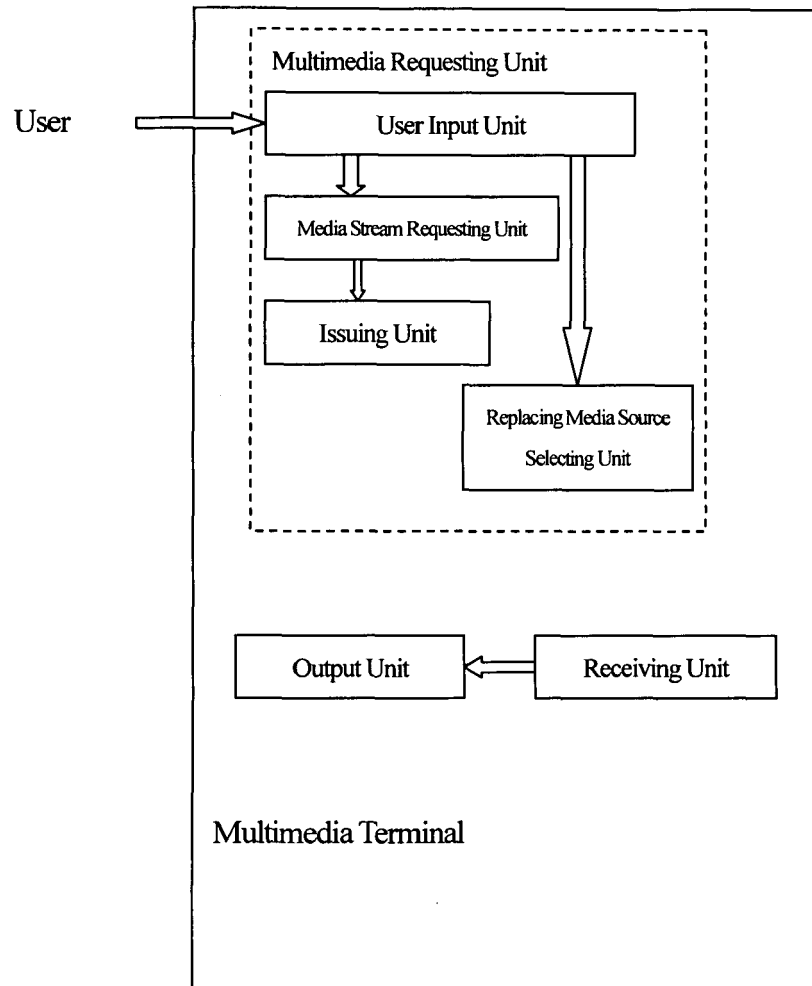 Multimedia Requesting Unit
User
User Input Unit
Media Stream Requesting Unit
Issuing Unit
Replacing Media Source
Selecting Unit
Output Unit
Receiving Unit
Multimedia Terminal